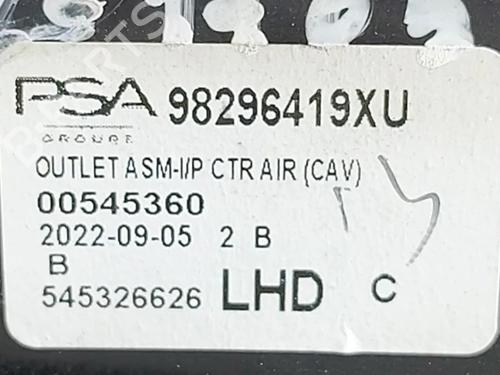 PSA 98296419XU
GROUPE
OUTLET ASM-I/P CTR AIR (CAV)
00545360
2022-09-05 2 B
B
545326626 LHD C